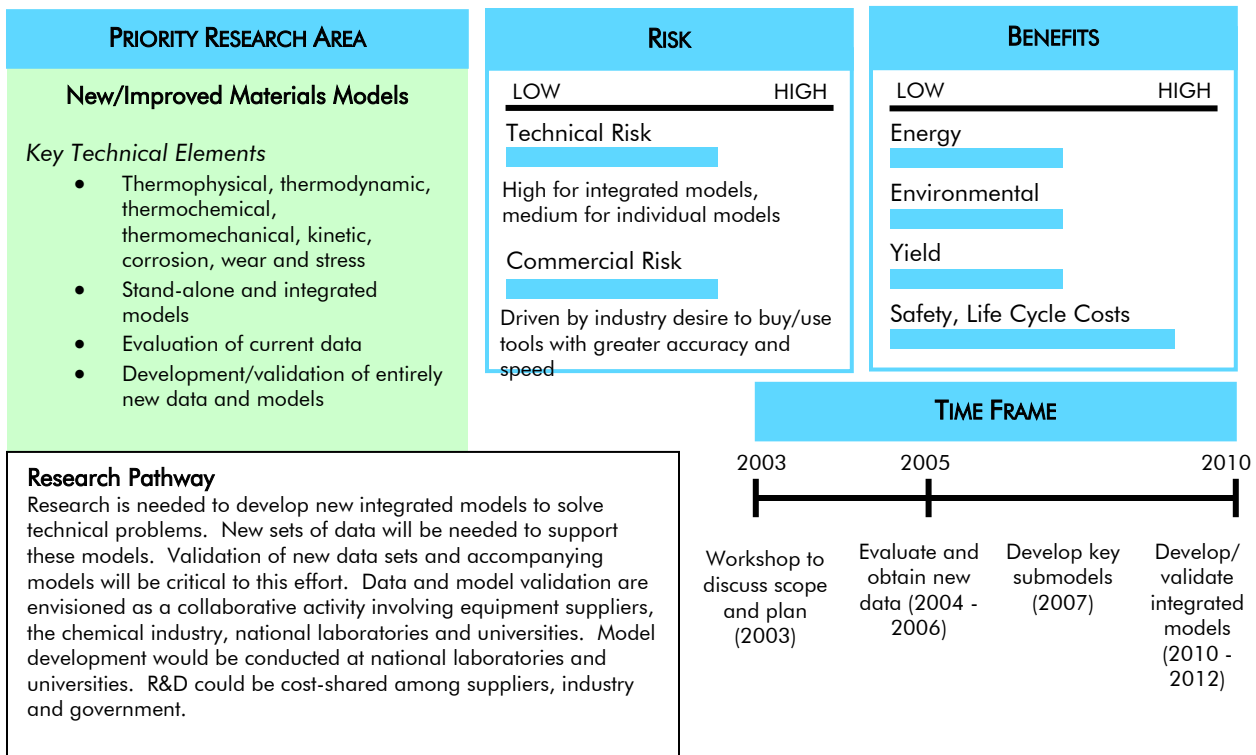 PRIORITY RESEARCH AREA
New/Improved Materials Models
Key Technical Elements
• Thermophysical, thermodynamic,
thermochemical,
thermomechanical, kinetic,
corrosion, wear and stress
• Stand-alone and integrated
models
• Evaluation of current data
• Development/validation of entirely
new data and models
RISK
LOW HIGH
Technical Risk
High for integrated models,
medium for individual models
Commercial Risk
Driven by industry desire to buy/use
tools with greater accuracy and
speed
BENEFITS
LOW HIGH
Energy
Environmental
Yield
Safety, Life Cycle Costs
Research Pathway
Research is needed to develop new integrated models to solve
technical problems.  New sets of data will be needed to support
these models.  Validation of new data sets and accompanying
models will be critical to this effort.  Data and model validation are
envisioned as a collaborative activity involving equipment suppliers,
the chemical industry, national laboratories and universities.  Model
development would be conducted at national laboratories and
universities.  R&D could be cost-shared among suppliers, industry
and government.
TIME FRAME
2003 2005 2010
Workshop to
discuss scope
and plan
(2003)
Evaluate and
obtain new
data (2004 -
2006)
Develop key
submodels
(2007)
Develop/
validate
integrated
models
(2010 -
2012)